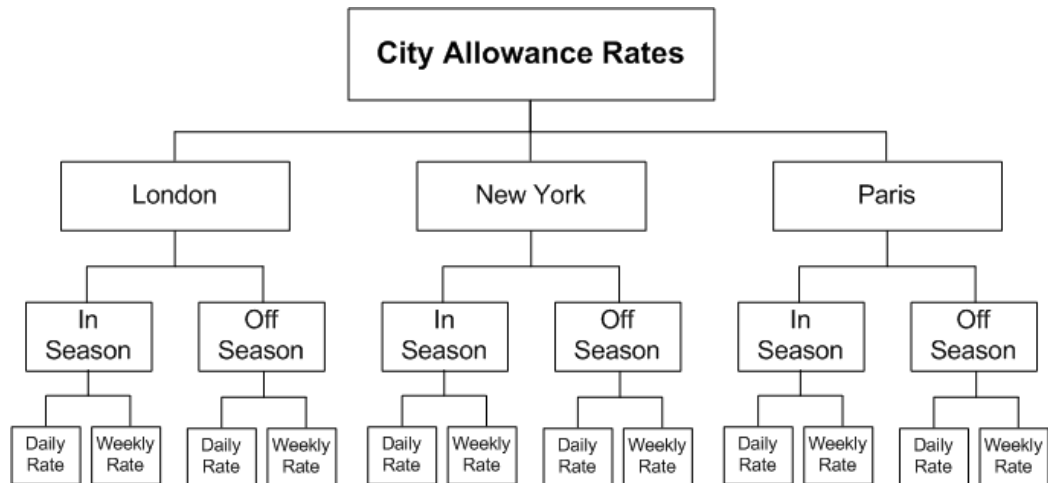 City Allowance Rates
London
New York
Paris
In
Season
Off
Season
In
Season
Off
Season
In
Season
Off
Season
Daily
Rate
Weekly
Rate
Daily
Rate
Weekly
Rate
Daily
Rate
Weekly
Rate
Daily
Rate
Weekly
Rate
Daily
Rate
Weekly
Rate
Daily
Rate
Weekly
Rate